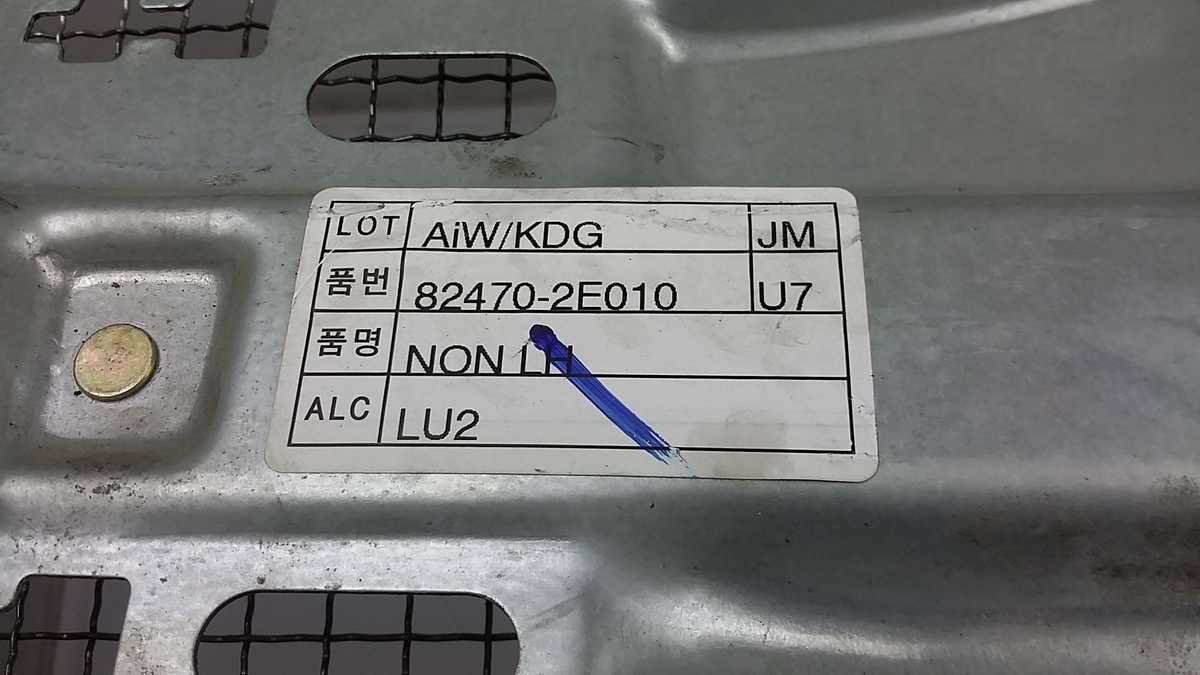 LOT AiW/KDG JM
품번 82470-2E010 U7
품명 NON LH
ALC LU2